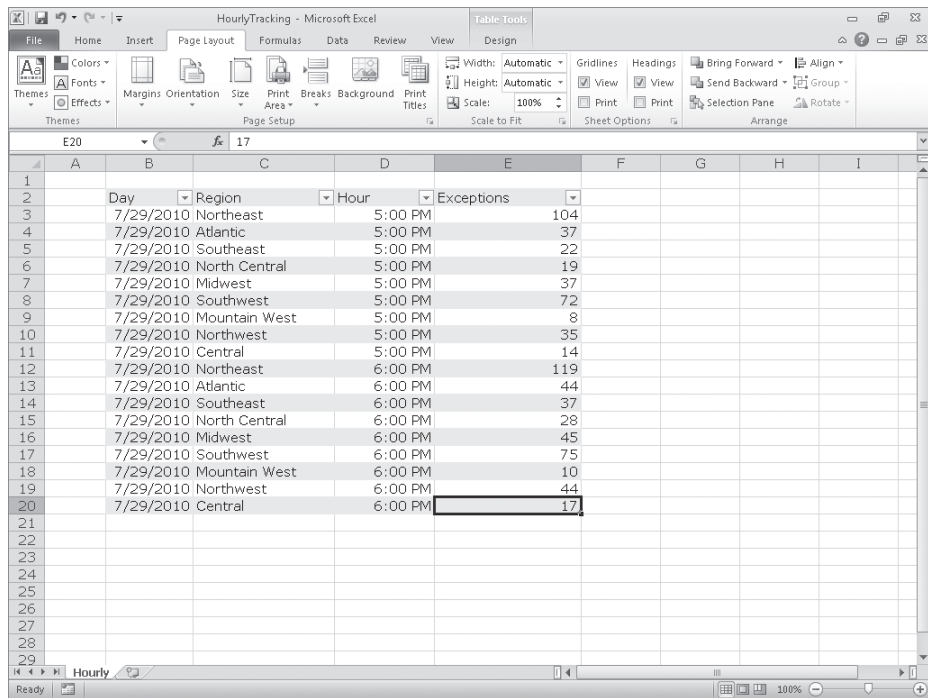 HourlyTracking - Microsoft Excel
Table Tools
File Home Insert Page Layout Formulas Data Review View Design
Themes
Colors
Fonts
Effects
Themes
Margins
Orientation
Size
Print Area
Breaks
Background
Print Titles
Page Setup
Width: Automatic
Height: Automatic
Scale: 100%
Scale to Fit
Gridlines Headings
View View
Print Print
Sheet Options
Bring Forward Align
Send Backward Group
Selection Pane Rotate
Arrange
E20 fx 17
A B C D E F G H I
1
2 Day Region Hour Exceptions
3 7/29/2010 Northeast 5:00 PM 104
4 7/29/2010 Atlantic 5:00 PM 37
5 7/29/2010 Southeast 5:00 PM 22
6 7/29/2010 North Central 5:00 PM 19
7 7/29/2010 Midwest 5:00 PM 37
8 7/29/2010 Southwest 5:00 PM 72
9 7/29/2010 Mountain West 5:00 PM 8
10 7/29/2010 Northwest 5:00 PM 35
11 7/29/2010 Central 5:00 PM 14
12 7/29/2010 Northeast 6:00 PM 119
13 7/29/2010 Atlantic 6:00 PM 44
14 7/29/2010 Southeast 6:00 PM 37
15 7/29/2010 North Central 6:00 PM 28
16 7/29/2010 Midwest 6:00 PM 45
17 7/29/2010 Southwest 6:00 PM 75
18 7/29/2010 Mountain West 6:00 PM 10
19 7/29/2010 Northwest 6:00 PM 44
20 7/29/2010 Central 6:00 PM 17
21
22
23
24
25
26
27
28
29
Hourly
Ready 100%